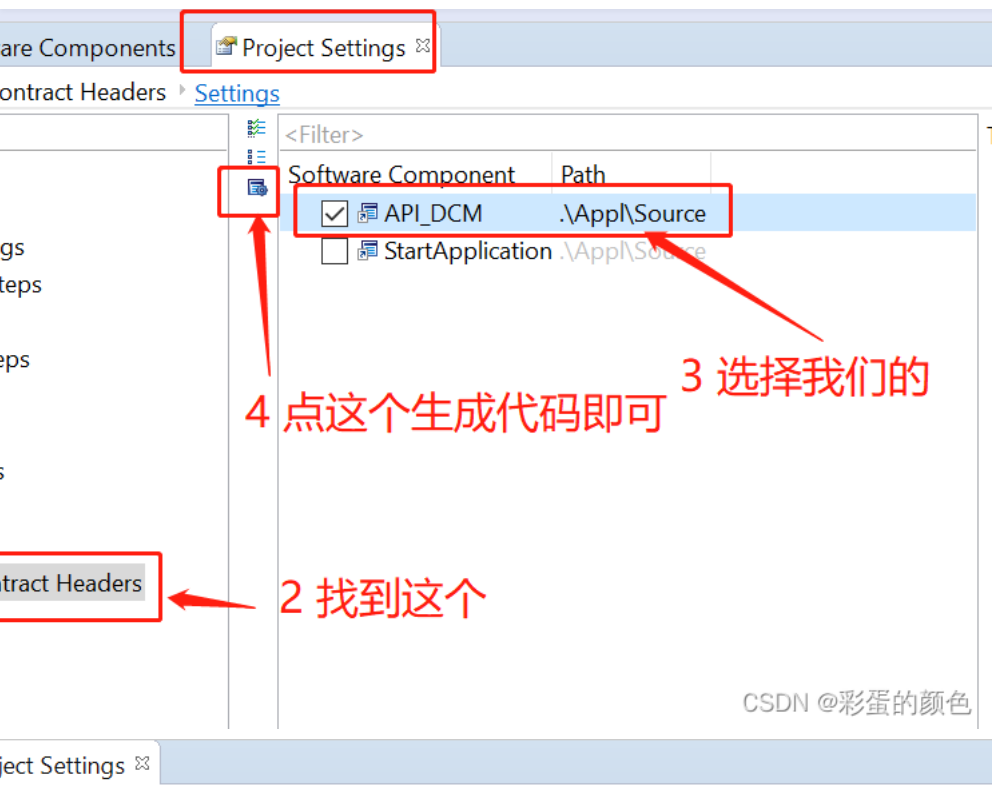 are Components
Project Settings
ontract Headers
Settings
<Filter>
Software Component Path
API_DCM .\Appl\Source
StartApplication .\Appl\Source
gs
teps
eps
s
3 选择我们的
4 点这个生成代码即可
ntract Headers
2 找到这个
CSDN @彩蛋的颜色
ject Settings